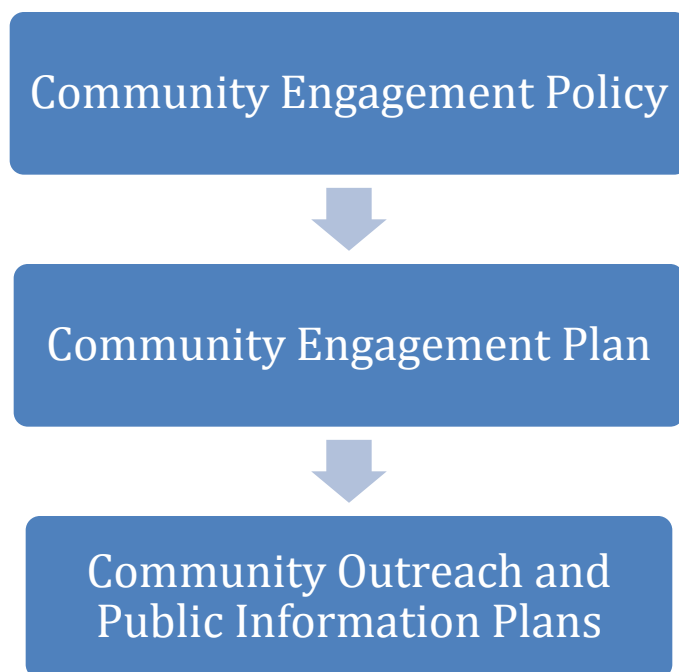 Community Engagement Policy
Community Engagement Plan
Community Outreach and
Public Information Plans